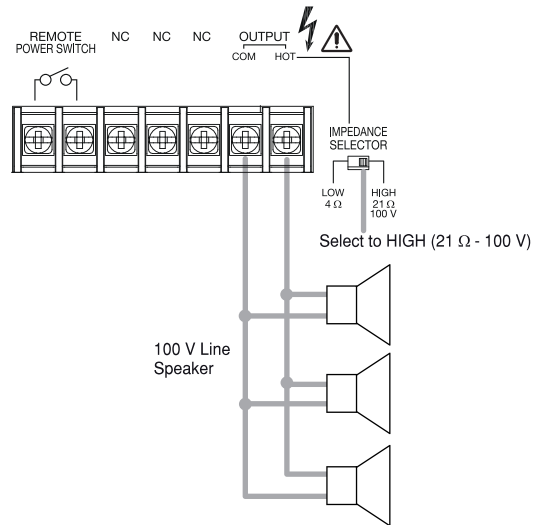 REMOTE
POWER SWITCH
NC
NC
NC
OUTPUT
COM
HOT
IMPEDANCE
SELECTOR
LOW
4 Ω
HIGH
21 Ω
100 V
Select to HIGH (21 Ω - 100 V)
100 V Line
Speaker